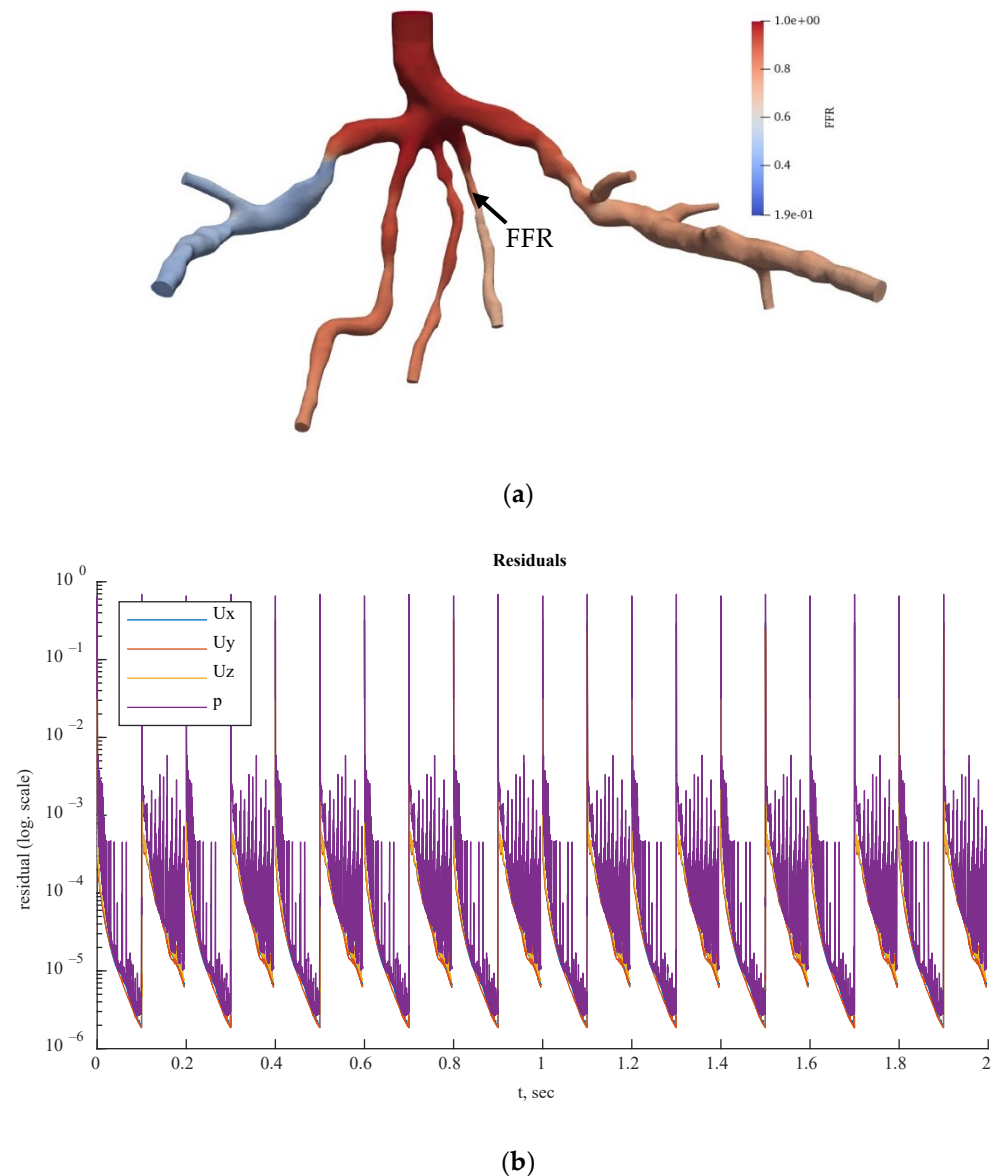 1.0e+00
0.8
0.6
0.4
1.9e-01
FFR
FFR
(a)
Residuals
10 0
10 −1
10 −2
10 −3
10 −4
10 −5
10 −6
residual (log. scale)
Ux
Uy
Uz
p
0 0.2 0.4 0.6 0.8 1 1.2 1.4 1.6 1.8 2
t, sec
(b)